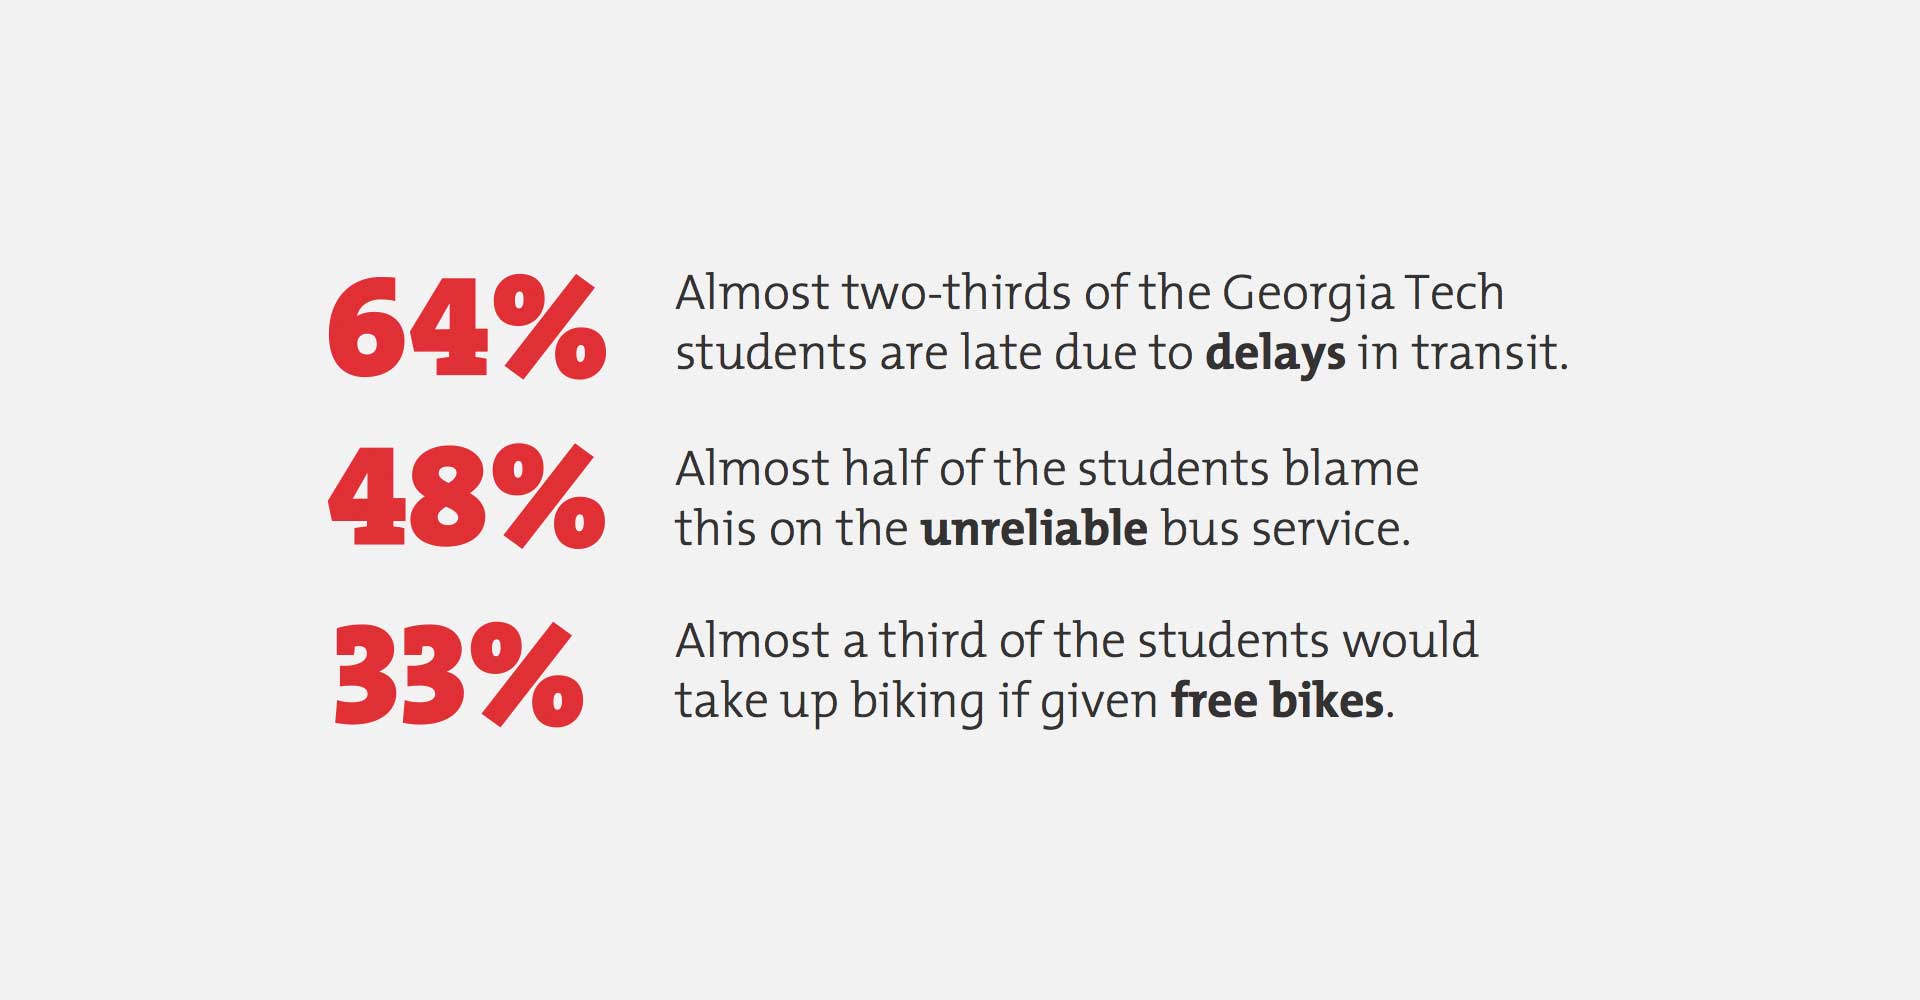 64%
Almost two-thirds of the Georgia Tech
students are late due to delays in transit.
48%
Almost half of the students blame
this on the unreliable bus service.
33%
Almost a third of the students would
take up biking if given free bikes.